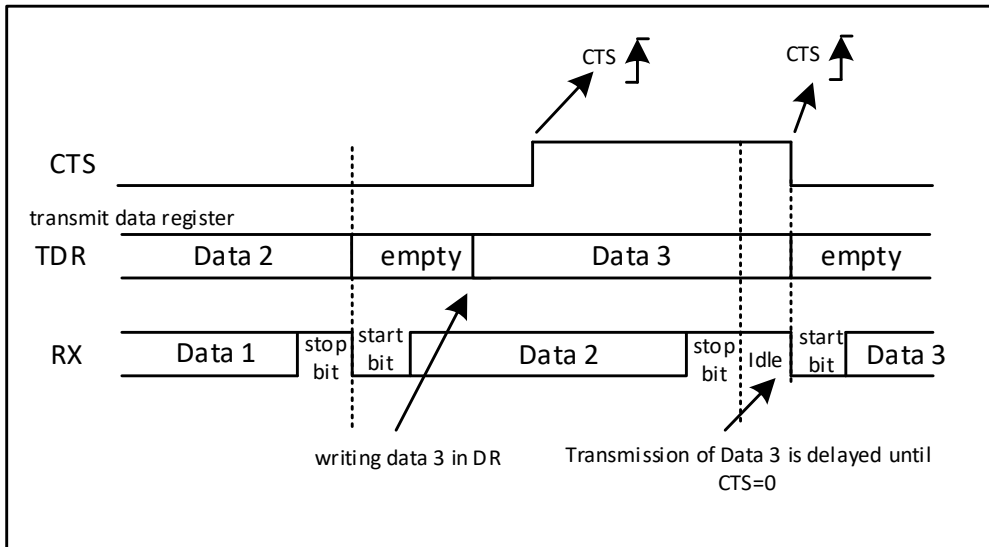 CTS
CTS
CTS
transmit data register
TDR
Data 2
empty
Data 3
empty
RX
Data 1
stop
bit
start
bit
Data 2
stop
bit
Idle
start
bit
Data 3
writing data 3 in DR
Transmission of Data 3 is delayed until
CTS=0